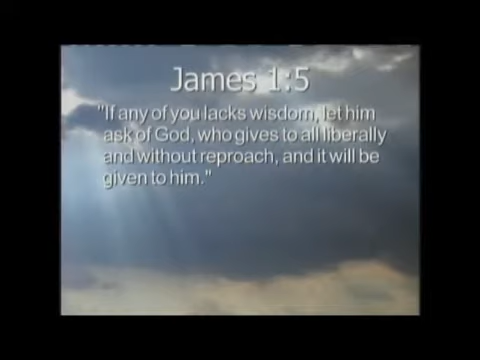 James 1:5
"If any of you lacks wisdom, let him
ask of God, who gives to all liberally
and without reproach, and it will be
given to him."